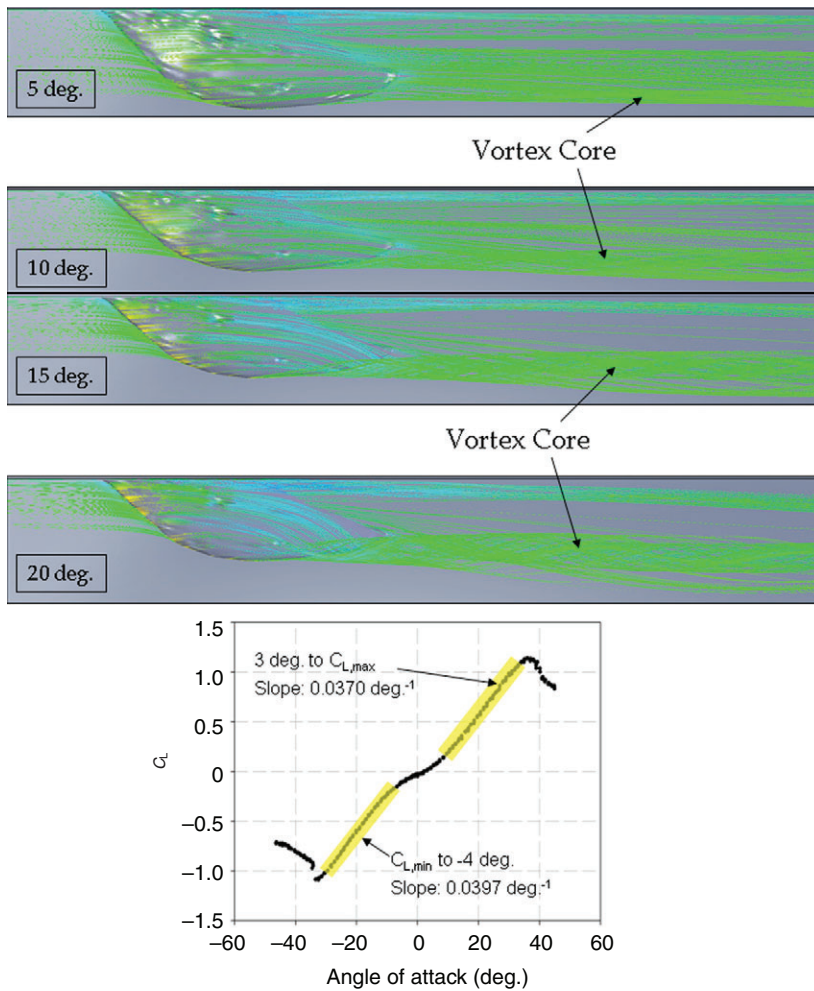 5 deg.
Vortex Core
10 deg.
15 deg.
Vortex Core
20 deg.
1.5
1.0
0.5
0
−0.5
−1.0
−1.5
C_L
3 deg. to C_L,max
Slope: 0.0370 deg.⁻¹
C_L,min to -4 deg.
Slope: 0.0397 deg.⁻¹
−60 −40 −20 0 20 40 60
Angle of attack (deg.)